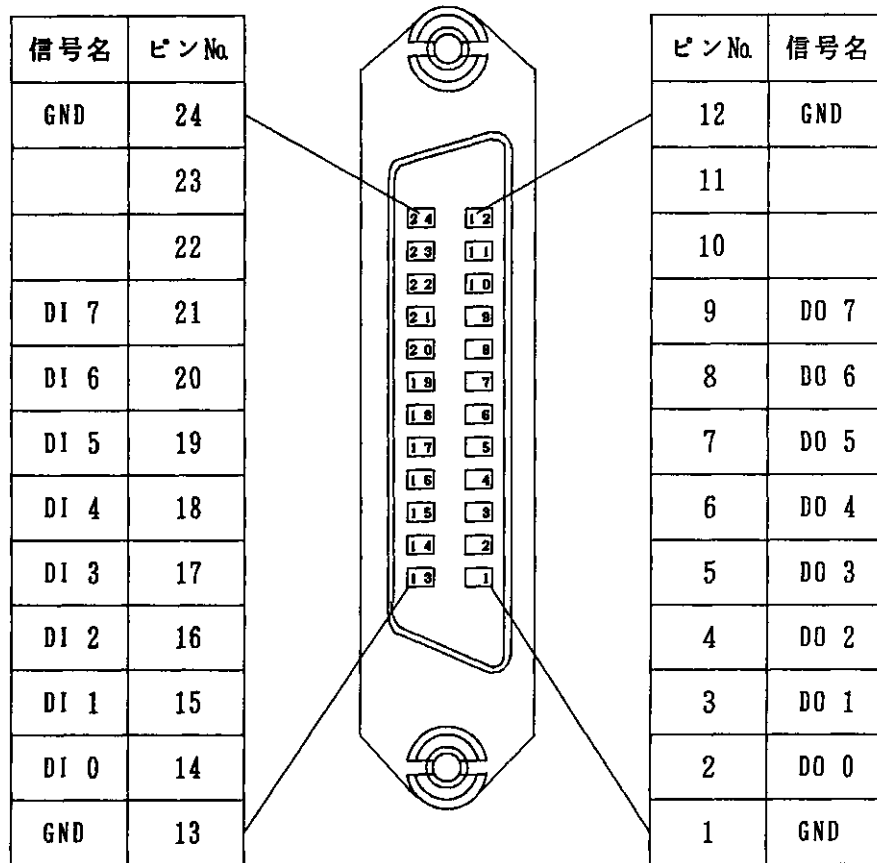 信号名 ピンNo.
GND 24
23
22
DI 7 21
DI 6 20
DI 5 19
DI 4 18
DI 3 17
DI 2 16
DI 1 15
DI 0 14
GND 13
24 12
23 11
22 10
21 9
20 8
19 7
18 6
17 5
16 4
15 3
14 2
13 1
ピンNo. 信号名
12 GND
11
10
9 DO 7
8 DO 6
7 DO 5
6 DO 4
5 DO 3
4 DO 2
3 DO 1
2 DO 0
1 GND